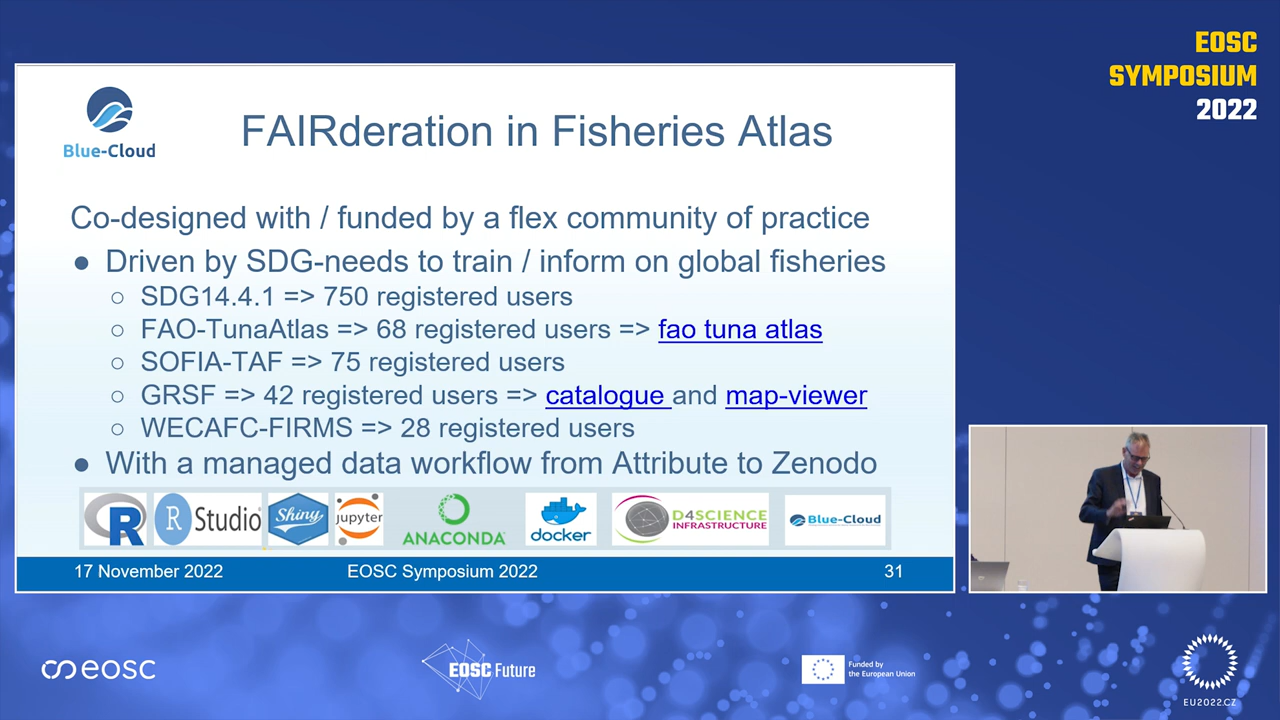 EOSC
SYMPOSIUM
2022
Blue-Cloud
FAIRderation in Fisheries Atlas
Co-designed with / funded by a flex community of practice
● Driven by SDG-needs to train / inform on global fisheries
○ SDG14.4.1 => 750 registered users
○ FAO-TunaAtlas => 68 registered users => fao tuna atlas
○ SOFIA-TAF => 75 registered users
○ GRSF => 42 registered users => catalogue and map-viewer
○ WECAFC-FIRMS => 28 registered users
● With a managed data workflow from Attribute to Zenodo
R
R Studio
Shiny
jupyter
ANACONDA
docker
D4SCIENCE
INFRASTRUCTURE
Blue-Cloud
17 November 2022 EOSC Symposium 2022 31
eosc
EOSC Future
Funded by
the European Union
EU2022.CZ